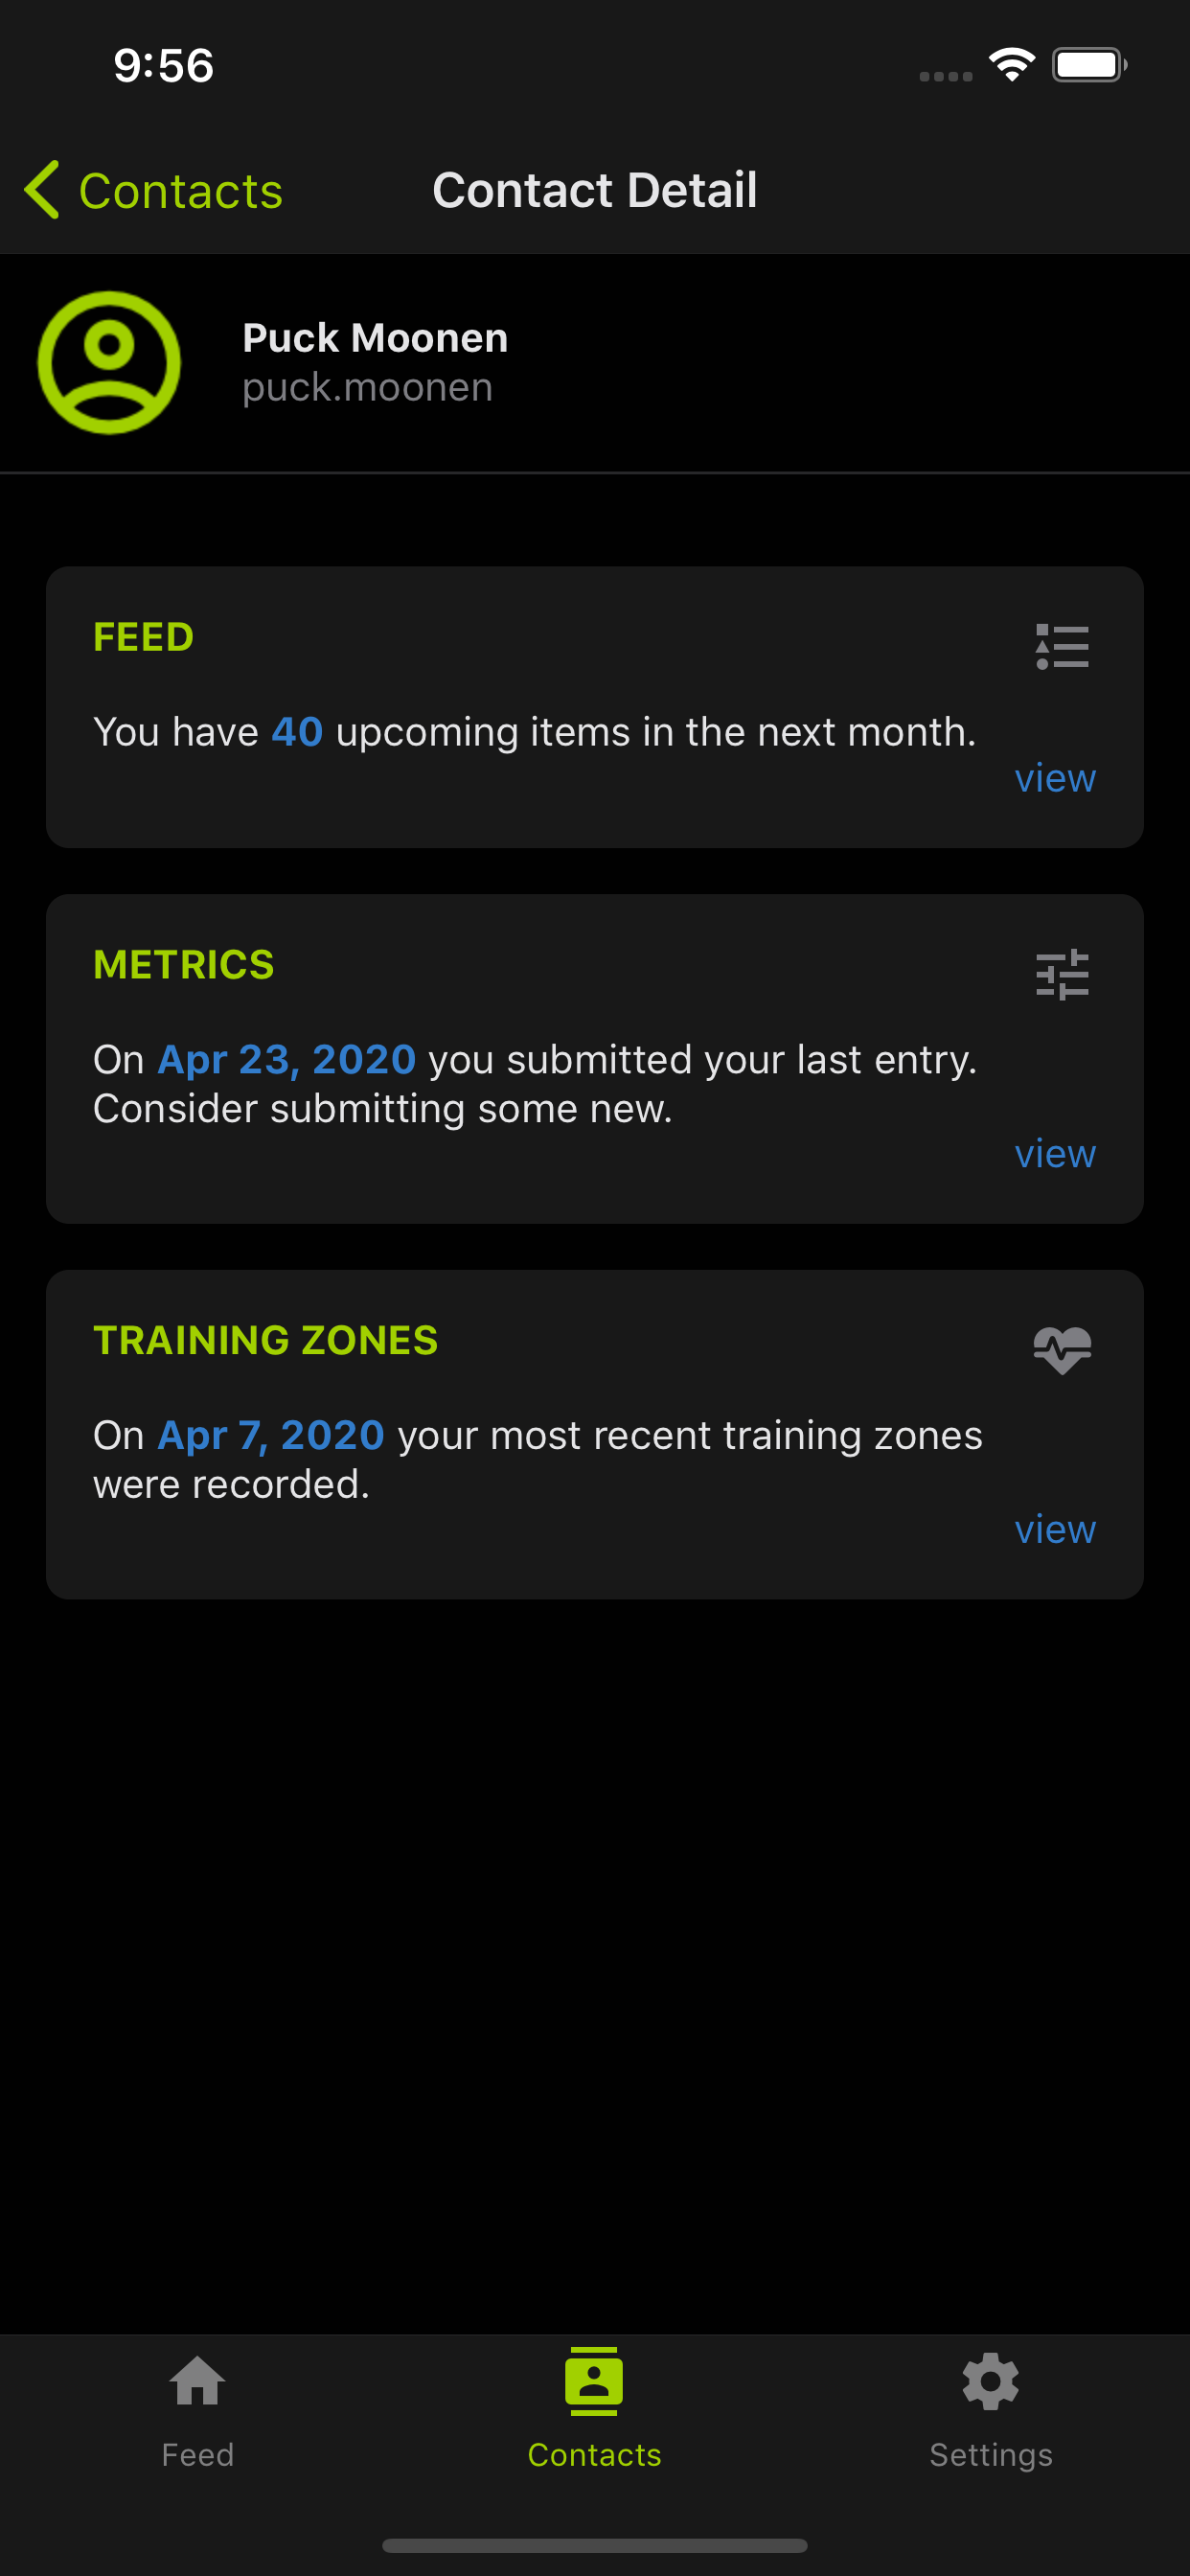 9:56
Contacts
Contact Detail
Puck Moonen
puck.moonen
FEED
You have 40 upcoming items in the next month.
view
METRICS
On Apr 23, 2020 you submitted your last entry.
Consider submitting some new.
view
TRAINING ZONES
On Apr 7, 2020 your most recent training zones
were recorded.
view
Feed
Contacts
Settings